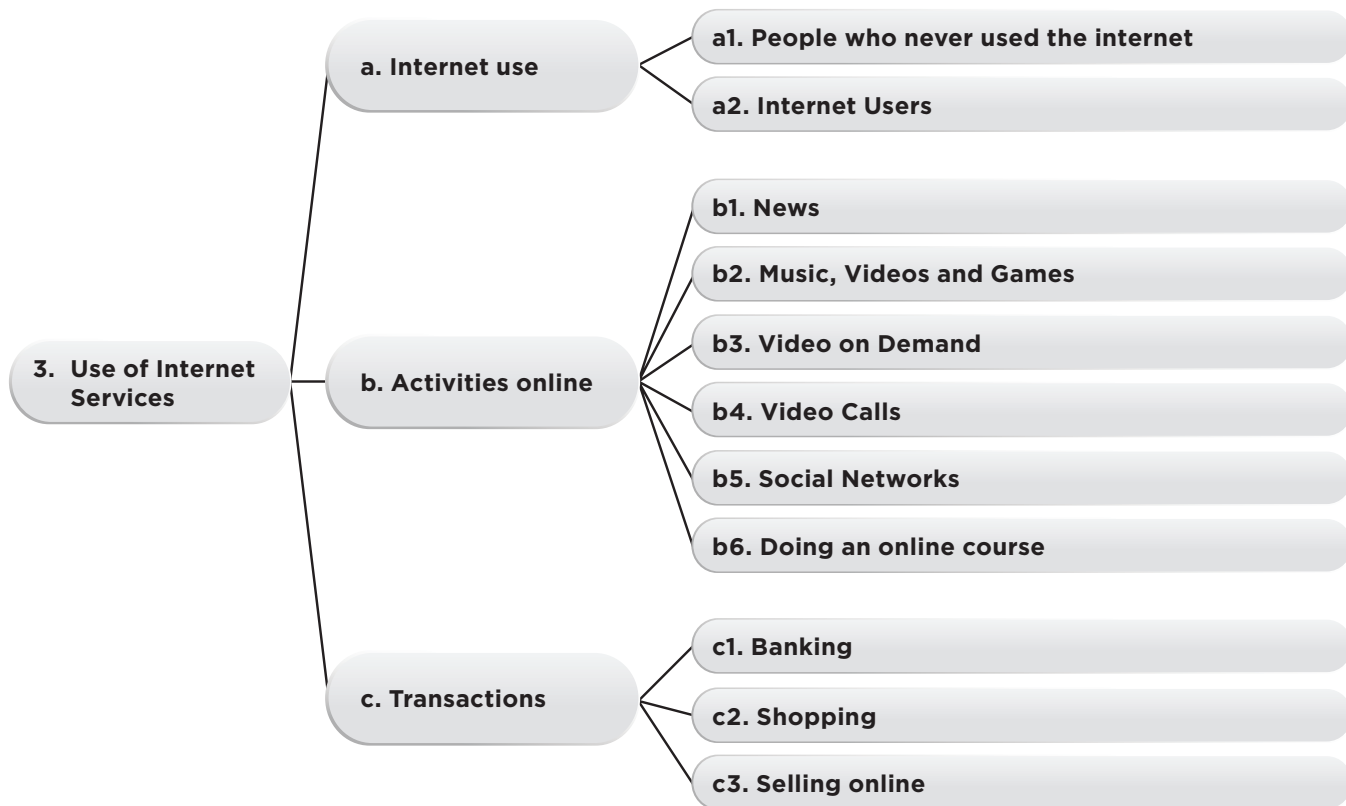 3. Use of Internet
Services
a. Internet use
a1. People who never used the internet
a2. Internet Users
b. Activities online
b1. News
b2. Music, Videos and Games
b3. Video on Demand
b4. Video Calls
b5. Social Networks
b6. Doing an online course
c. Transactions
c1. Banking
c2. Shopping
c3. Selling online